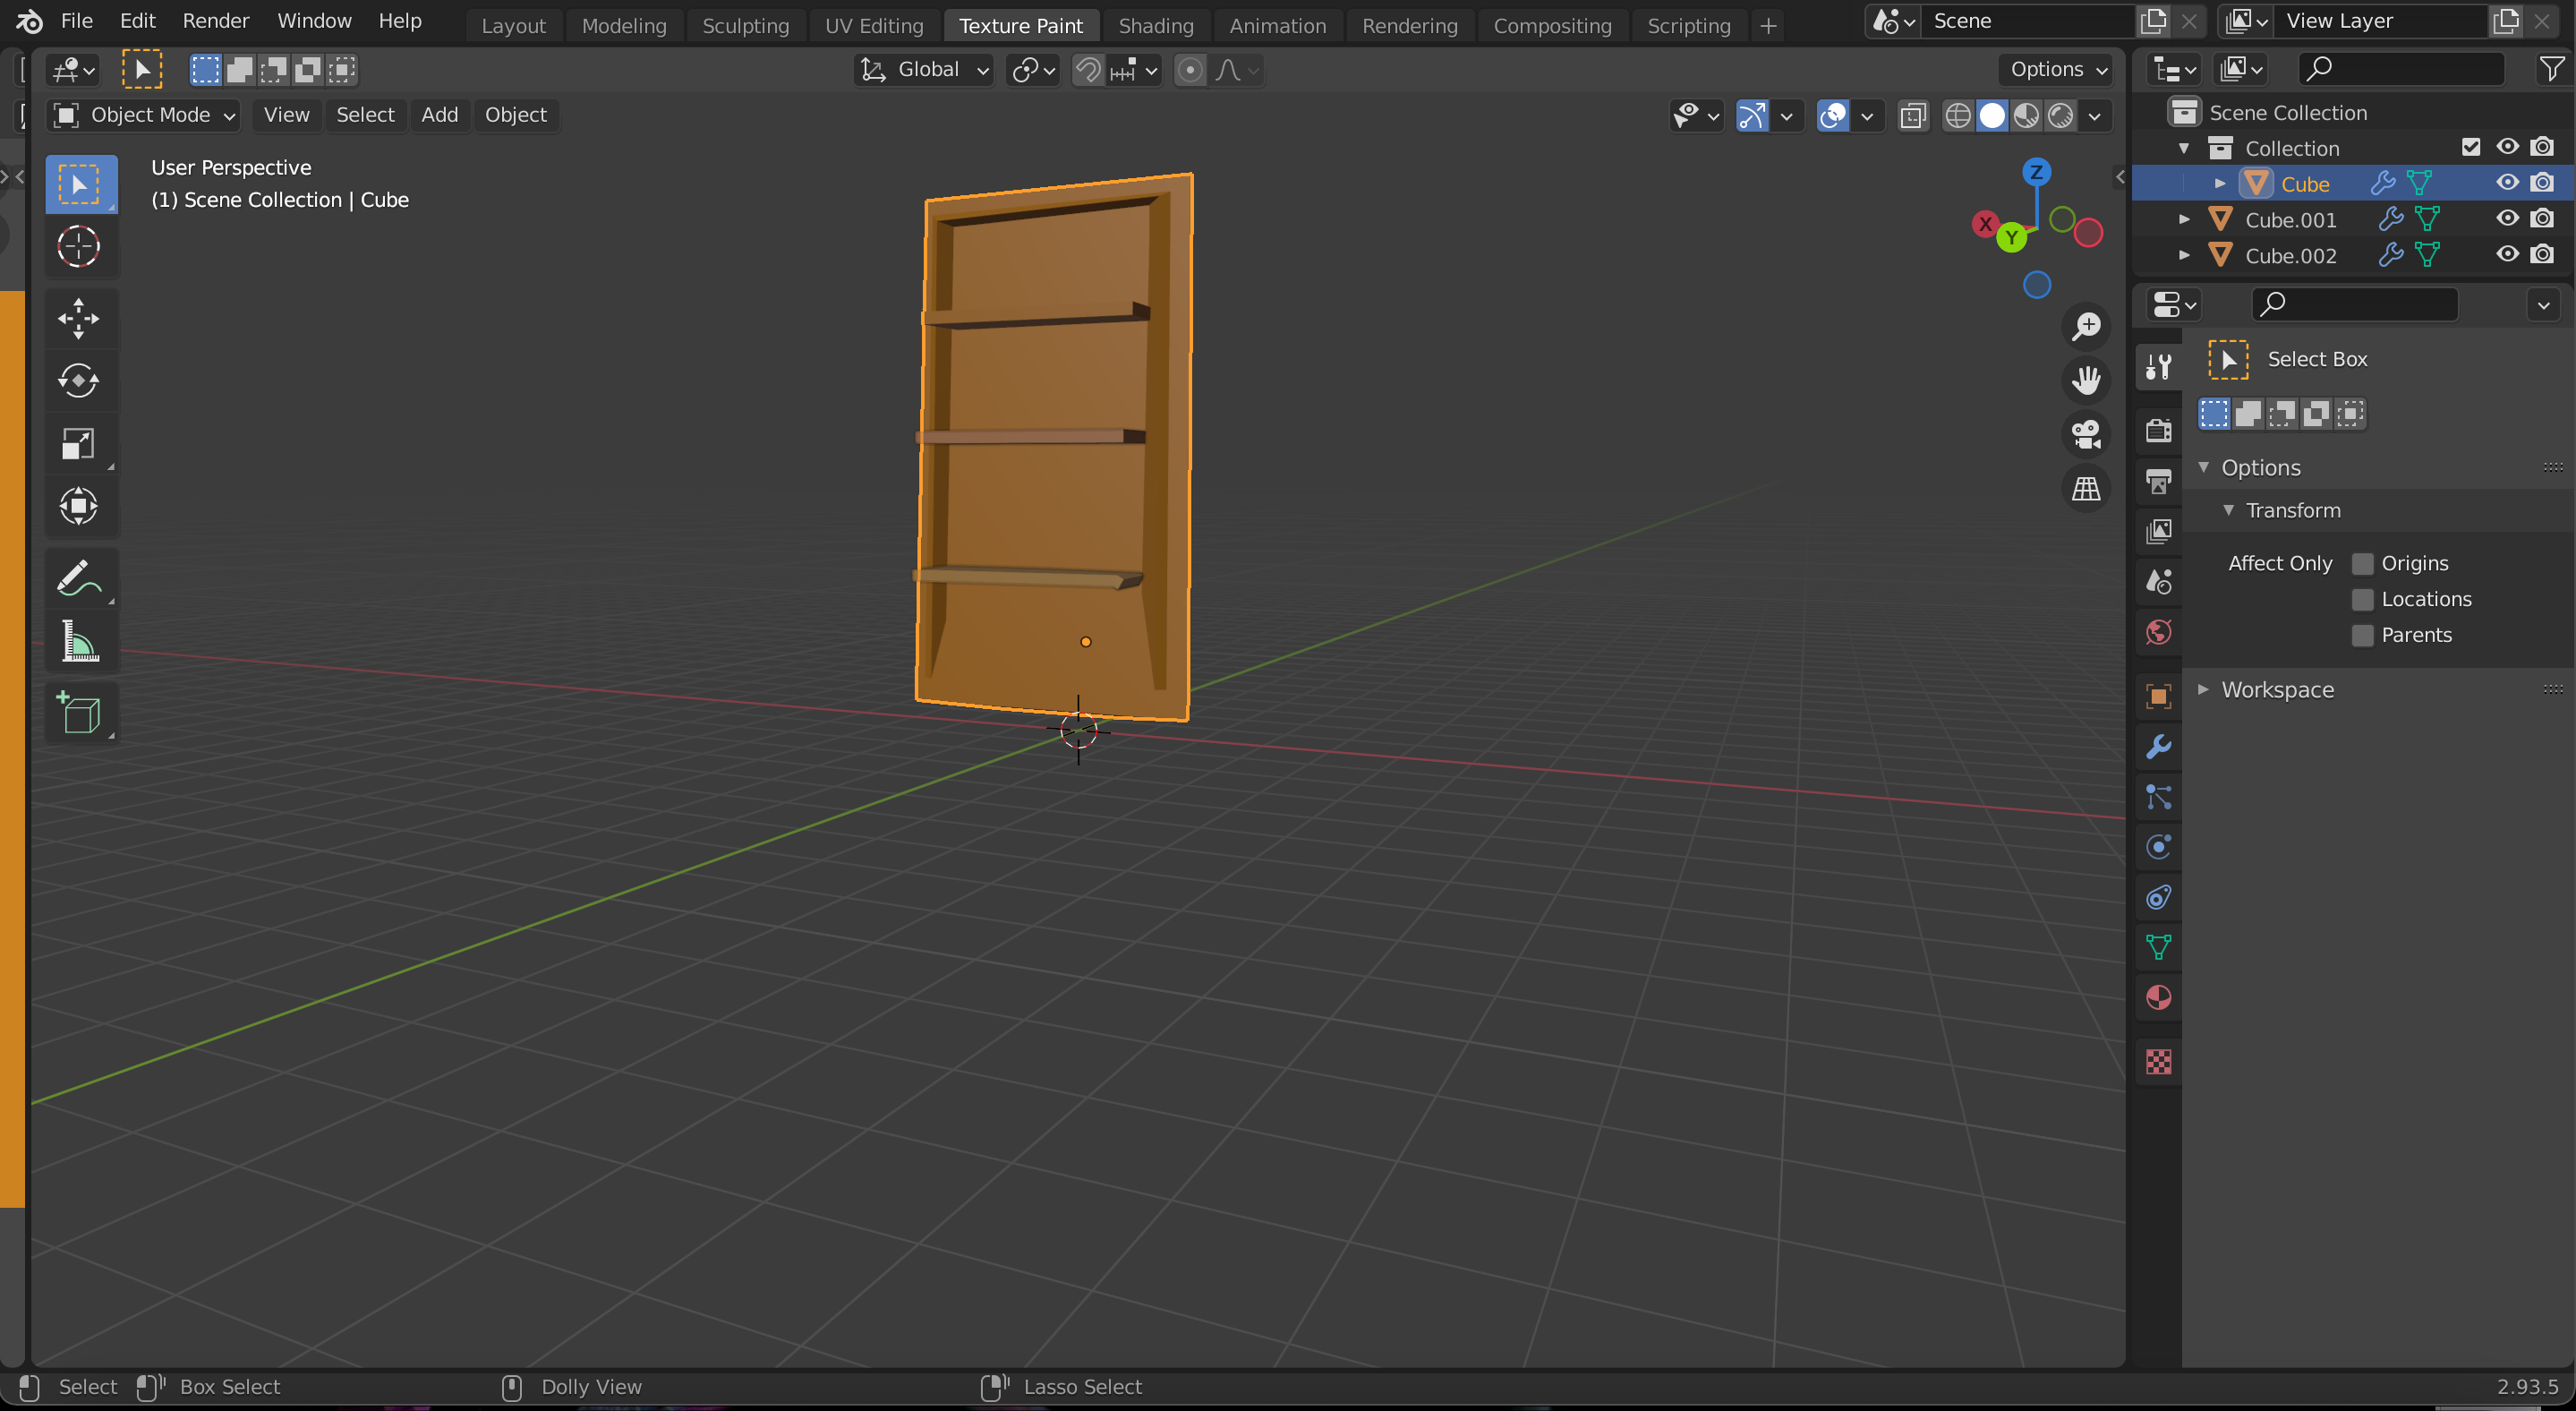 File Edit Render Window Help Layout Modeling Sculpting UV Editing Texture Paint Shading Animation Rendering Compositing Scripting + Scene View Layer
Global Options
Object Mode View Select Add Object
User Perspective
(1) Scene Collection | Cube
Z
X
Y
Scene Collection
Collection
Cube
Cube.001
Cube.002
Select Box
Options
Transform
Affect Only Origins
Locations
Parents
Workspace
Select Box Select Dolly View Lasso Select 2.93.5